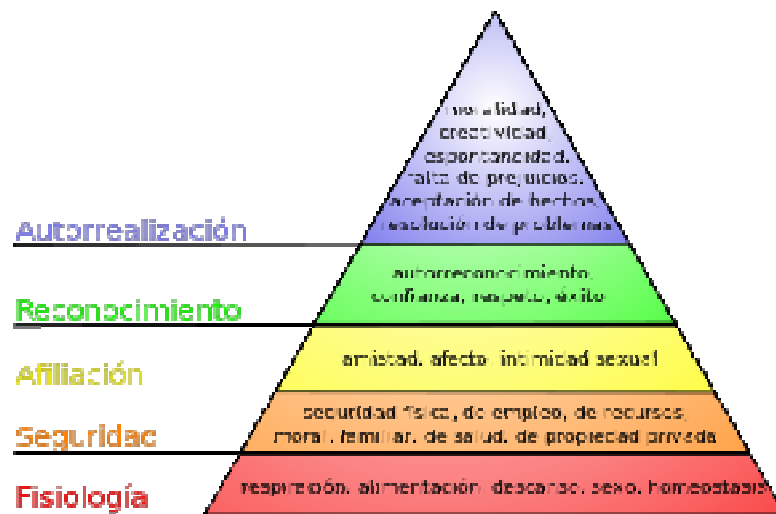 moralidad,
creatividad,
espontaneidad,
falta de prejuicios,
aceptación de hechos,
resolución de problemas
Autorrealización
autorreconocimiento,
confianza, respeto, éxito
Reconocimiento
amistad, afecto, intimidad sexual
Afiliación
seguridad física, de empleo, de recursos,
moral, familiar, de salud, de propiedad privada
Seguridad
respiración, alimentación, descanso, sexo, homeostasis
Fisiología